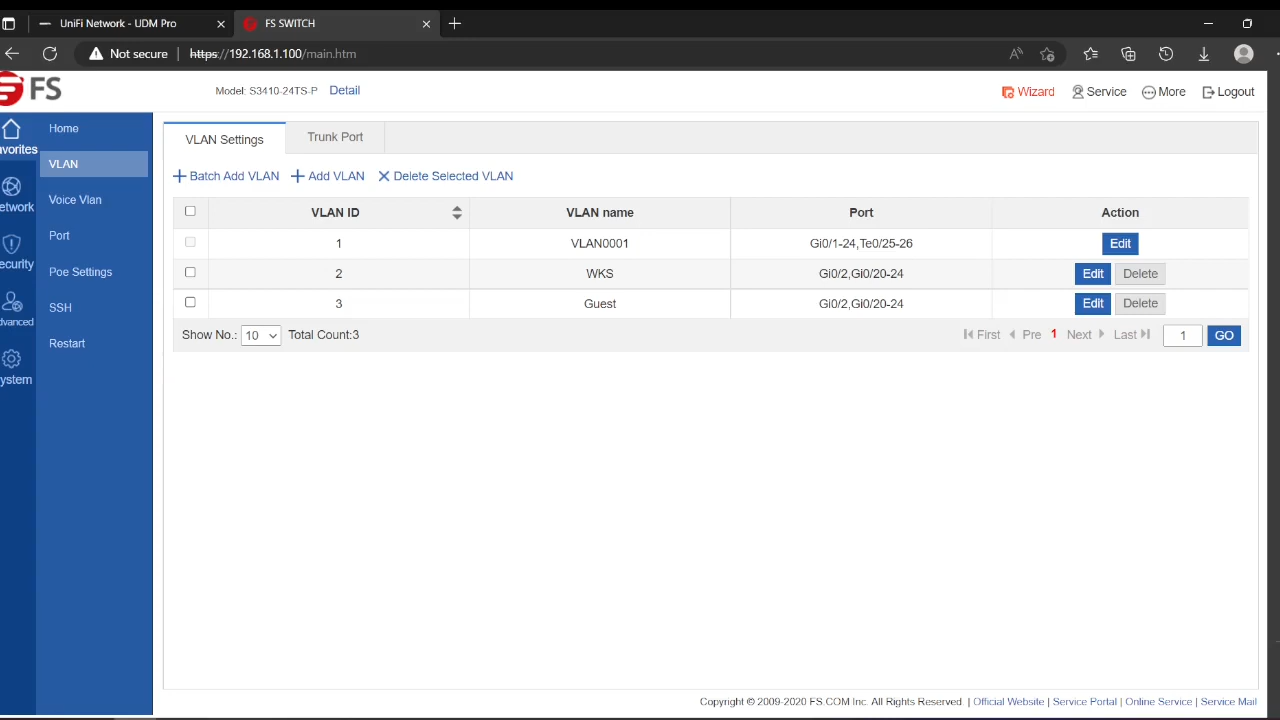 UniFi Network - UDM Pro
FS SWITCH
Not secure | https://192.168.1.100/main.htm
FS
Model: S3410-24TS-P Detail
Wizard Service More Logout
avorites
etwork
ecurity
dvanced
ystem
Home
VLAN
Voice Vlan
Port
Poe Settings
SSH
Restart
VLAN Settings Trunk Port
Batch Add VLAN Add VLAN Delete Selected VLAN
VLAN ID VLAN name Port Action
1 VLAN0001 Gi0/1-24,Te0/25-26 Edit
2 WKS Gi0/2,Gi0/20-24 Edit Delete
3 Guest Gi0/2,Gi0/20-24 Edit Delete
Show No.: 10 Total Count:3 First Pre 1 Next Last 1 GO
Copyright © 2009-2020 FS.COM Inc. All Rights Reserved. | Official Website | Service Portal | Online Service | Service Mail